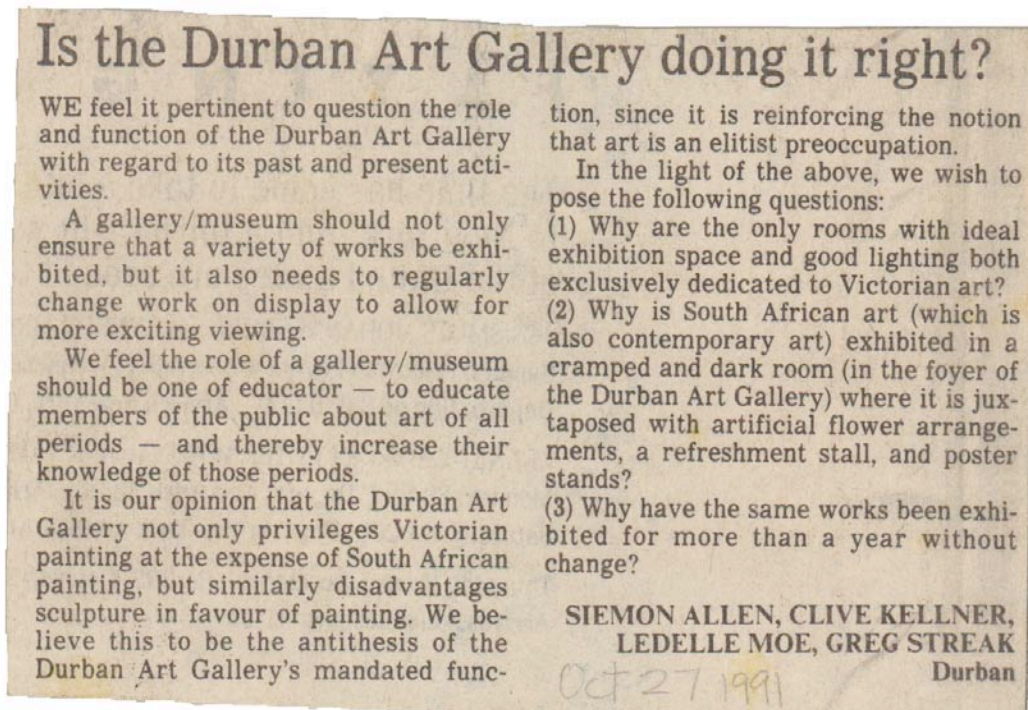 Is the Durban Art Gallery doing it right?
WE feel it pertinent to question the role
and function of the Durban Art Gallery
with regard to its past and present acti-
vities.
A gallery/museum should not only
ensure that a variety of works be exhi-
bited, but it also needs to regularly
change work on display to allow for
more exciting viewing.
We feel the role of a gallery/museum
should be one of educator — to educate
members of the public about art of all
periods — and thereby increase their
knowledge of those periods.
It is our opinion that the Durban Art
Gallery not only privileges Victorian
painting at the expense of South African
painting, but similarly disadvantages
sculpture in favour of painting. We be-
lieve this to be the antithesis of the
Durban Art Gallery's mandated func-
tion, since it is reinforcing the notion
that art is an elitist preoccupation.
In the light of the above, we wish to
pose the following questions:
(1) Why are the only rooms with ideal
exhibition space and good lighting both
exclusively dedicated to Victorian art?
(2) Why is South African art (which is
also contemporary art) exhibited in a
cramped and dark room (in the foyer of
the Durban Art Gallery) where it is jux-
taposed with artificial flower arrange-
ments, a refreshment stall, and poster
stands?
(3) Why have the same works been exhi-
bited for more than a year without
change?
SIEMON ALLEN, CLIVE KELLNER,
LEDELLE MOE, GREG STREAK
Durban
Oct 27 1991